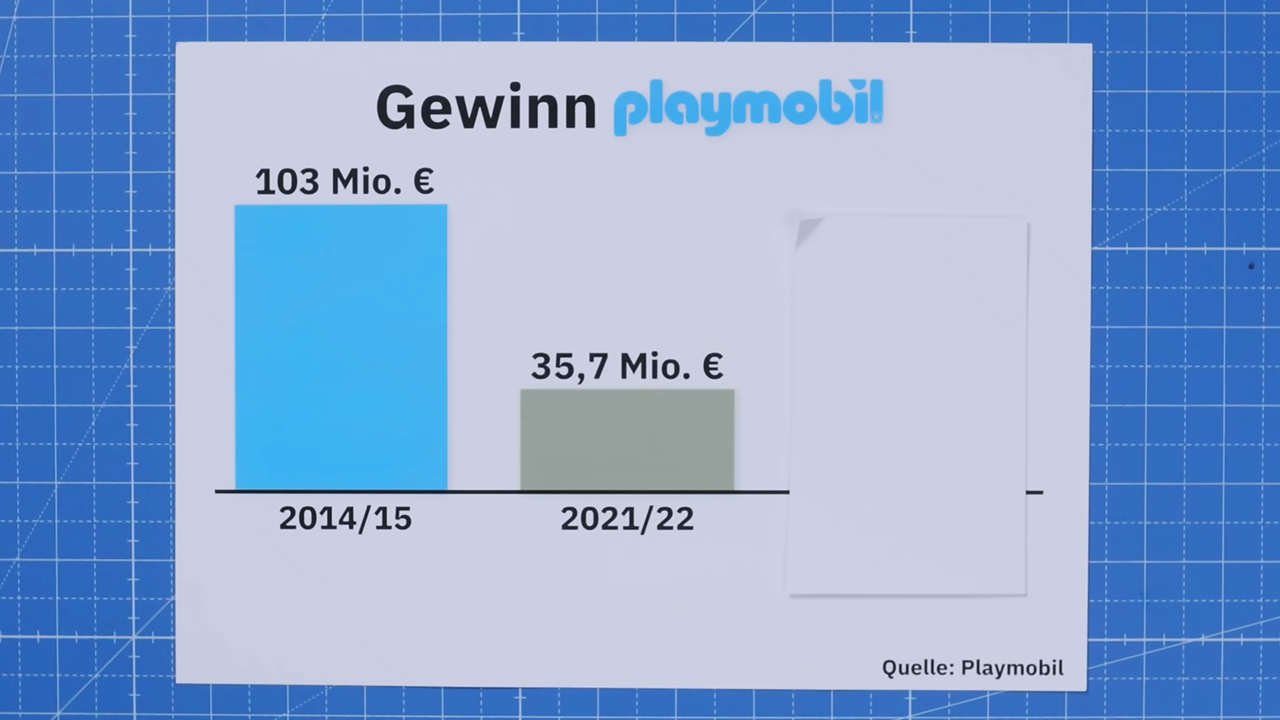 Gewinn playmobil
103 Mio. €
35,7 Mio. €
2014/15
2021/22
Quelle: Playmobil